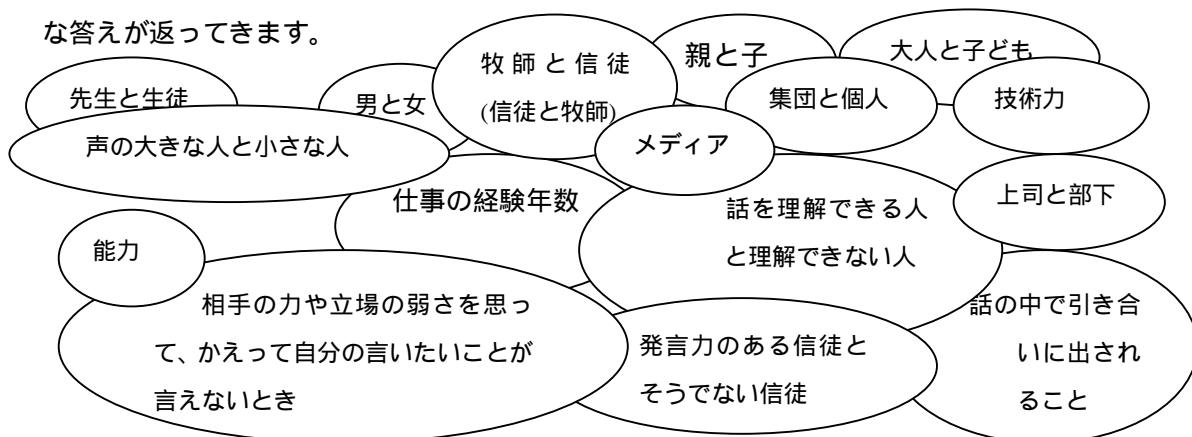 な答えが返ってきます。
先生と生徒
男と女
牧師と信徒
(信徒と牧師)
親と子
大人と子ども
集団と個人
技術力
声の大きな人と小さな人
メディア
仕事の経験年数
話を理解できる人
と理解できない人
上司と部下
能力
相手の力や立場の弱さを思っ
て、かえって自分の言いたいことが
言えないとき
発言力のある信徒と
そうでない信徒
話の中で引き合
いに出され
ること